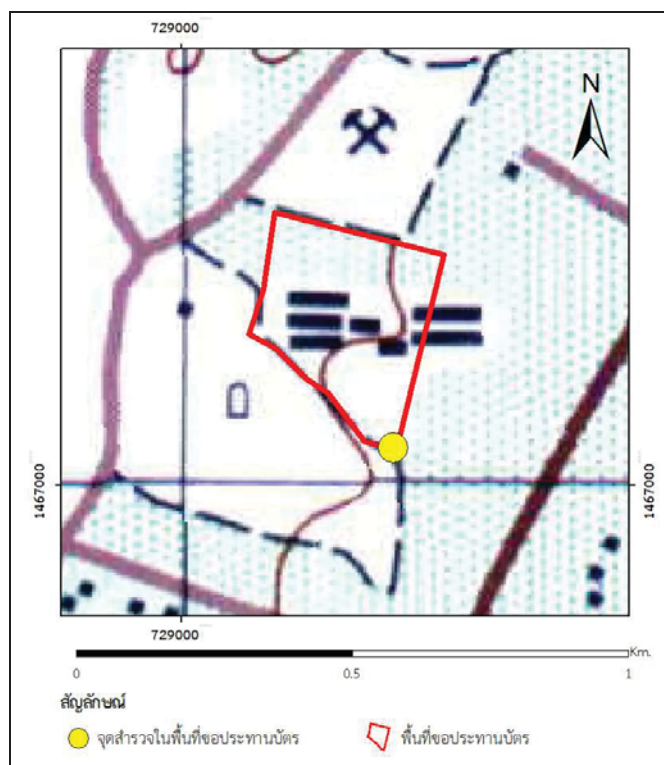 729000
N
1467000
1467000
729000
Km.
0 0.5 1
สัญลักษณ์
จุดสำรวจในพื้นที่ขอประทานบัตร พื้นที่ขอประทานบัตร